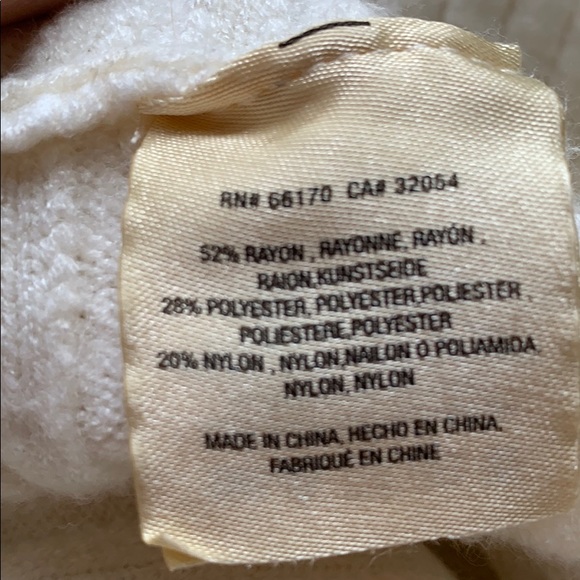 RN# 66170 CA# 32054
52% RAYON , RAYONNE, RAYÓN ,
RAION,KUNSTSEIDE
28% POLYESTER, POLYESTER,POLIESTER ,
POLIESTERE,POLYESTER
20% NYLON , NYLON,NAILON O POLIAMIDA,
NYLON, NYLON
MADE IN CHINA, HECHO EN CHINA,
FABRIQUÉ EN CHINE